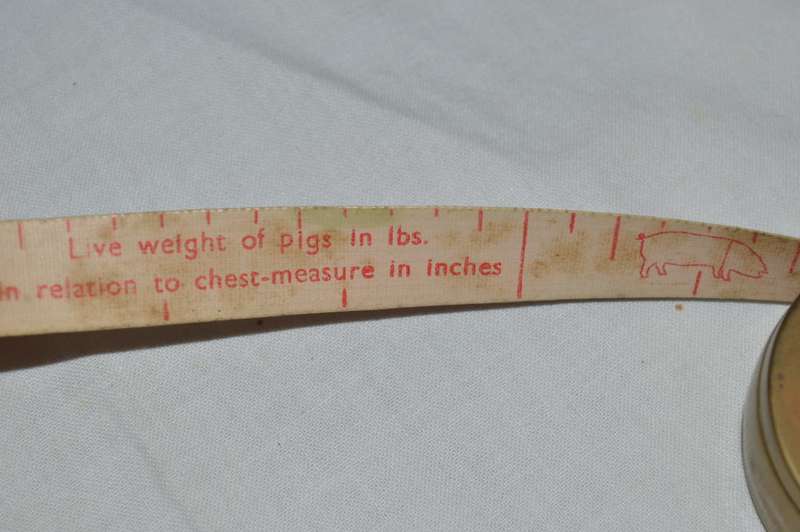 Live weight of pigs in lbs.
in relation to chest-measure in inches